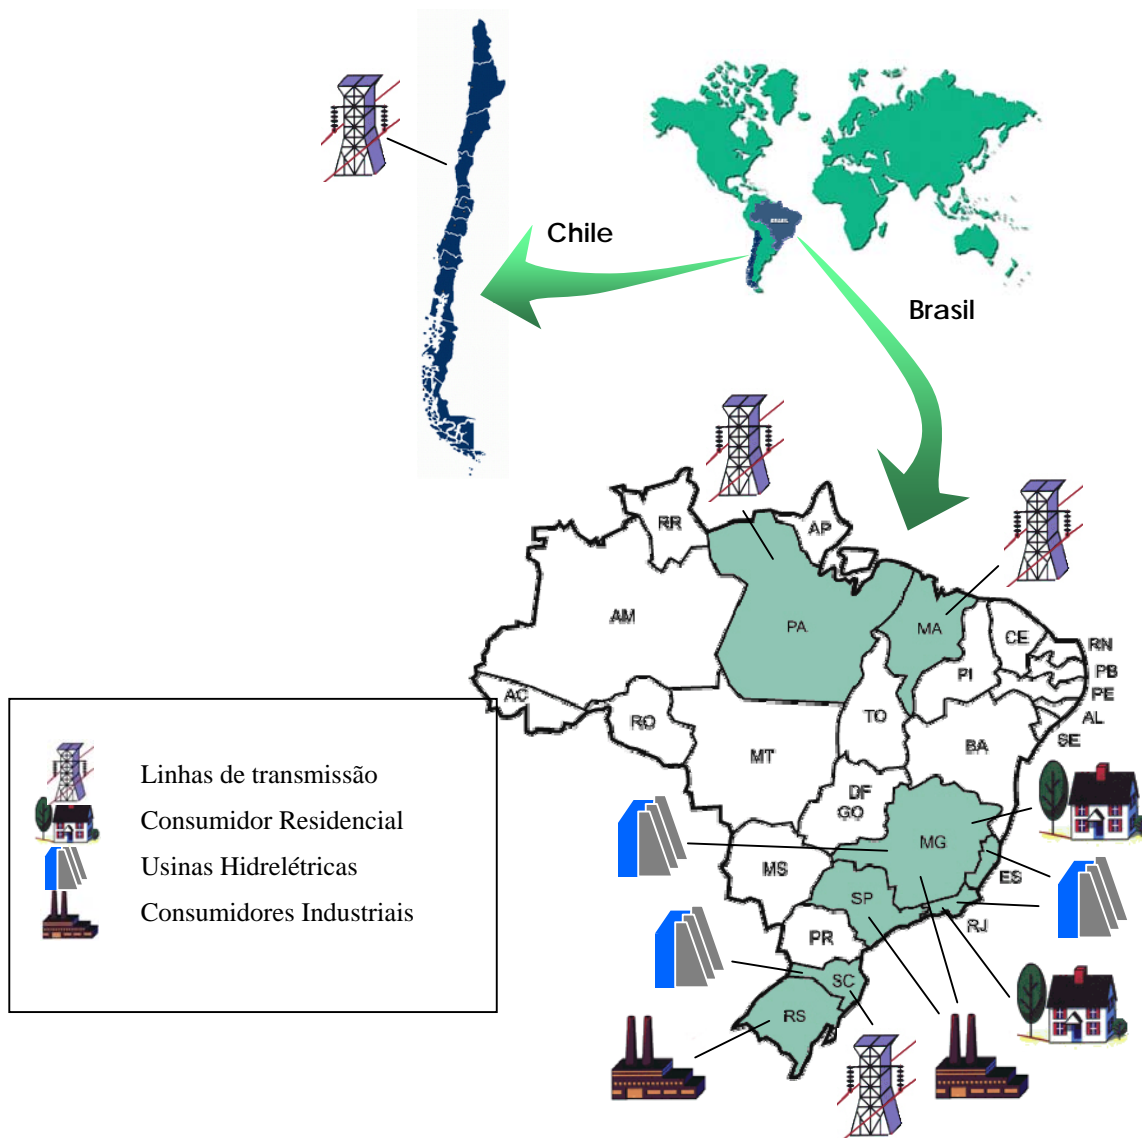 Chile
BRASIL
Brasil
RR
AP
AM
PA
MA
CE
RN
PI
PB
PE
AC
AL
RO
TO
SE
MT
BA
DF
GO
MG
MS
ES
SP
RJ
PR
SC
RS
Linhas de transmissão
Consumidor Residencial
Usinas Hidrelétricas
Consumidores Industriais